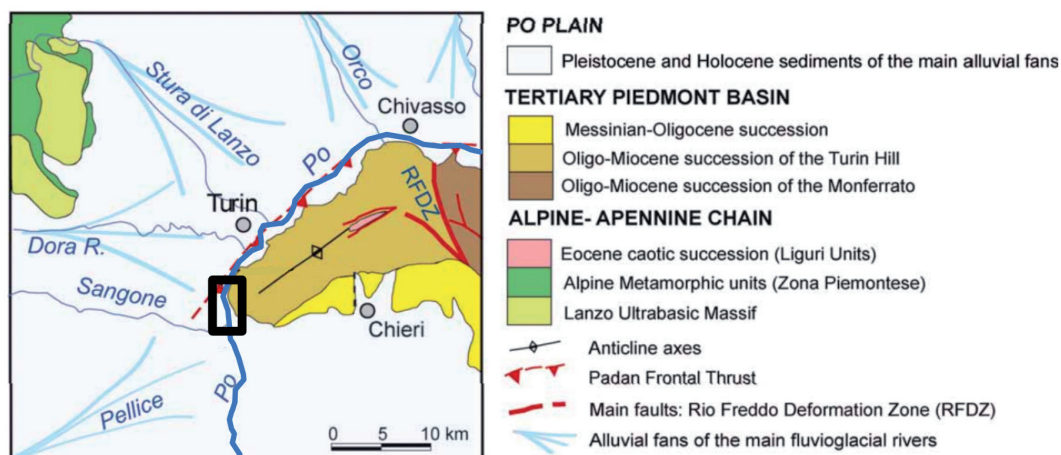 Stura di Lanzo
Orco
Chivasso
Po
RFDZ
Turin
Dora R.
Sangone
Chieri
Po
Pellice
0 5 10 km
PO PLAIN
Pleistocene and Holocene sediments of the main alluvial fans
TERTIARY PIEDMONT BASIN
Messinian-Oligocene succession
Oligo-Miocene succession of the Turin Hill
Oligo-Miocene succession of the Monferrato
ALPINE- APENNINE CHAIN
Eocene caotic succession (Liguri Units)
Alpine Metamorphic units (Zona Piemontese)
Lanzo Ultrabasic Massif
Anticline axes
Padan Frontal Thrust
Main faults: Rio Freddo Deformation Zone (RFDZ)
Alluvial fans of the main fluvioglacial rivers